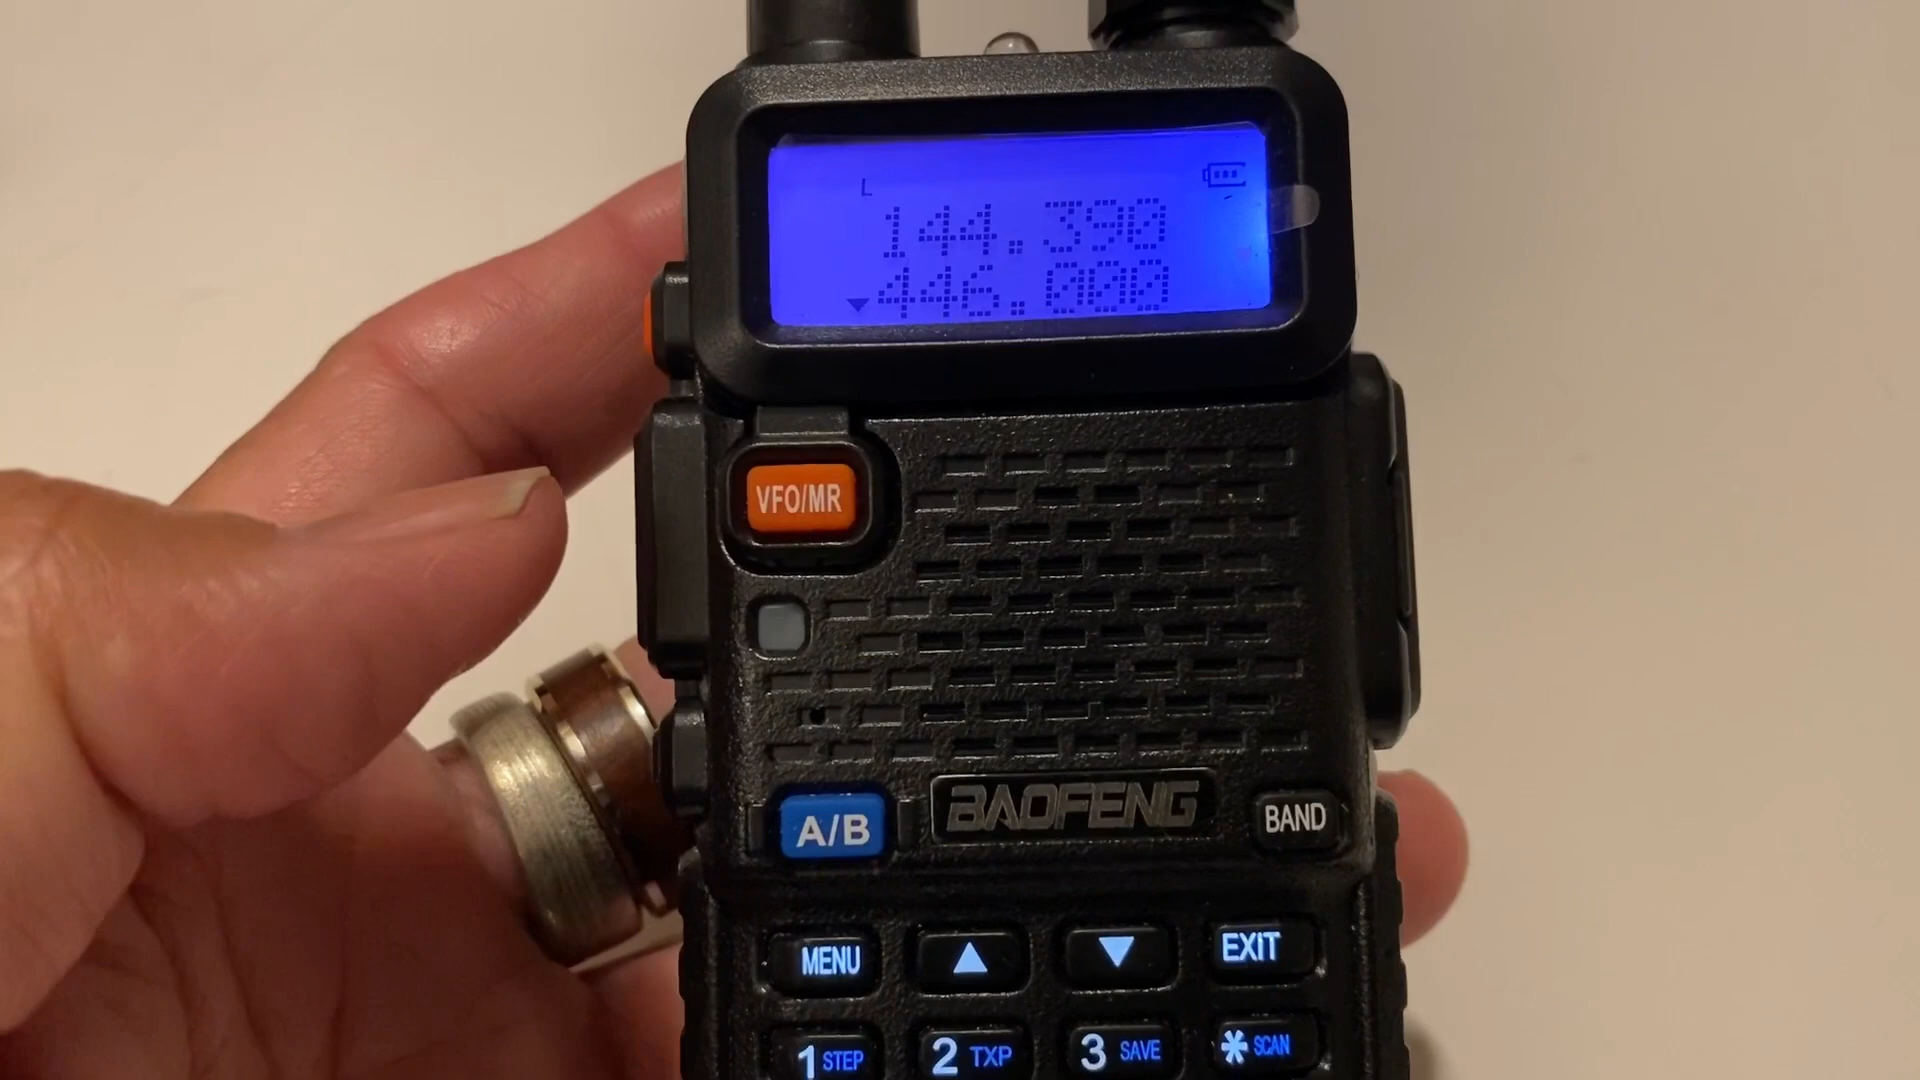 L
144.390
446.000
VFO/MR
A/B
BAOFENG
BAND
MENU
EXIT
1 STEP
2 TXP
3 SAVE
* SCAN